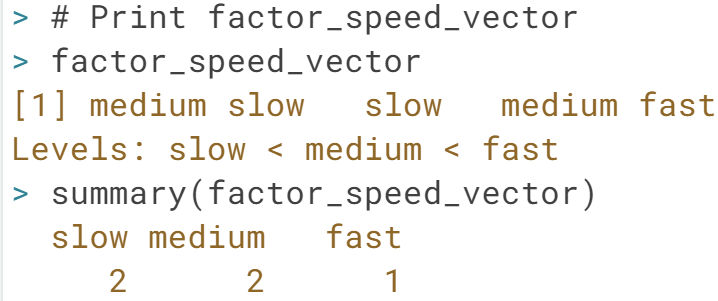 > # Print factor_speed_vector
> factor_speed_vector
[1] medium slow   slow   medium fast
Levels: slow < medium < fast
> summary(factor_speed_vector)
  slow medium   fast
     2      2      1